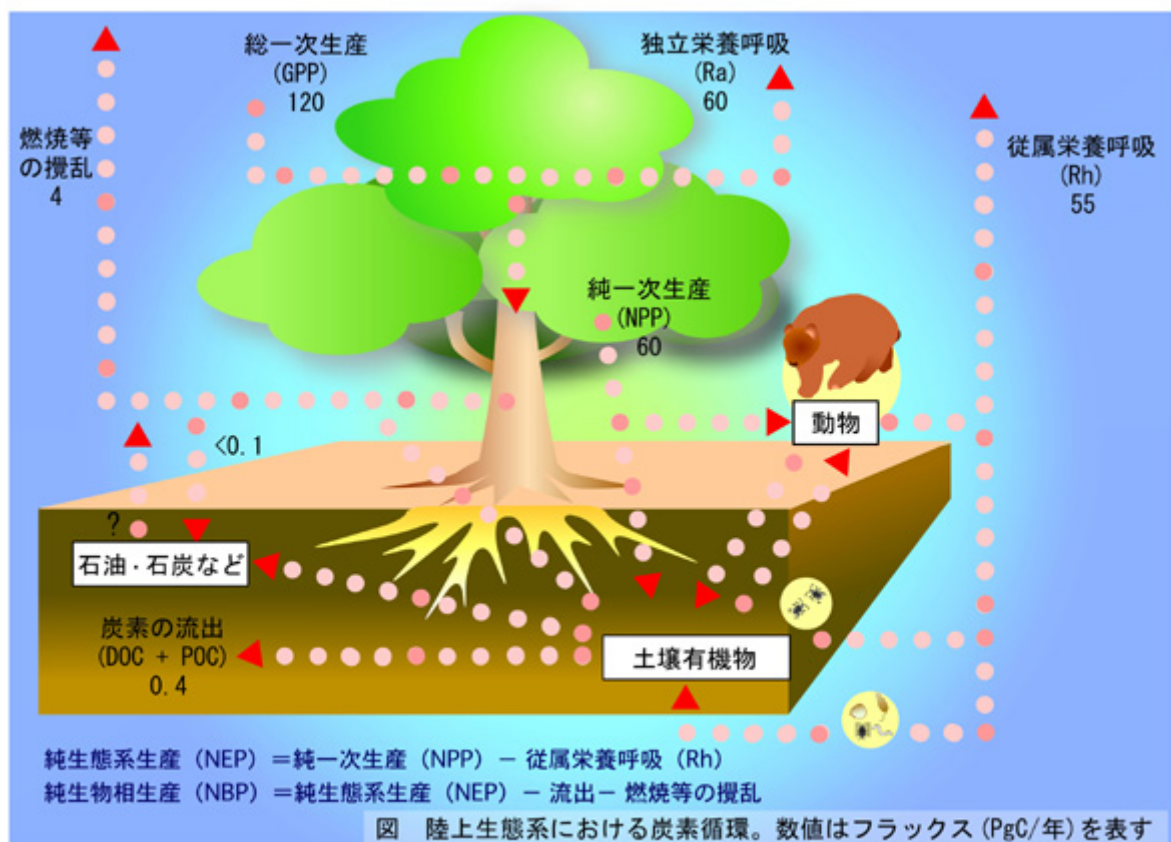 総一次生産
(GPP)
120
独立栄養呼吸
(Ra)
60
燃焼等
の攪乱
4
従属栄養呼吸
(Rh)
55
純一次生産
(NPP)
60
動物
<0.1
?
石油・石炭など
炭素の流出
(DOC + POC)
0.4
土壌有機物
純生態系生産（NEP）＝純一次生産（NPP）－ 従属栄養呼吸（Rh）
純生物相生産（NBP）＝純生態系生産（NEP）－ 流出－ 燃焼等の攪乱
図　陸上生態系における炭素循環。数値はフラックス(PgC/年)を表す